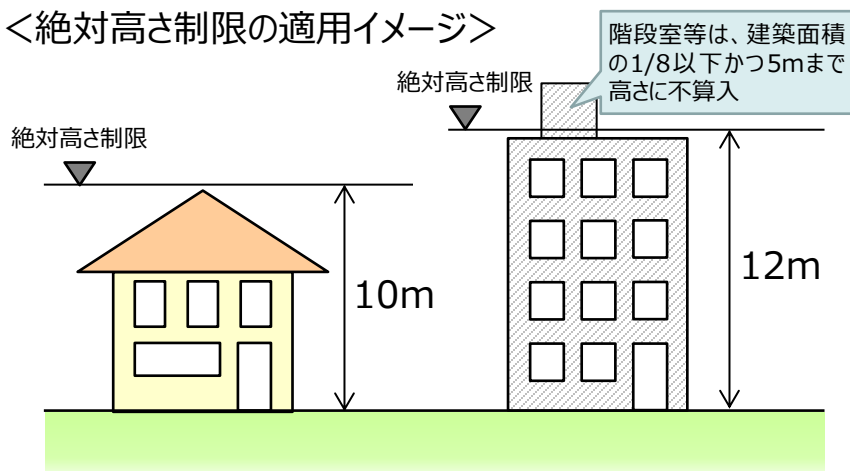 ＜絶対高さ制限の適用イメージ＞
階段室等は、建築面積
の1/8以下かつ5mまで
高さに不算入
絶対高さ制限
絶対高さ制限
10m
12m